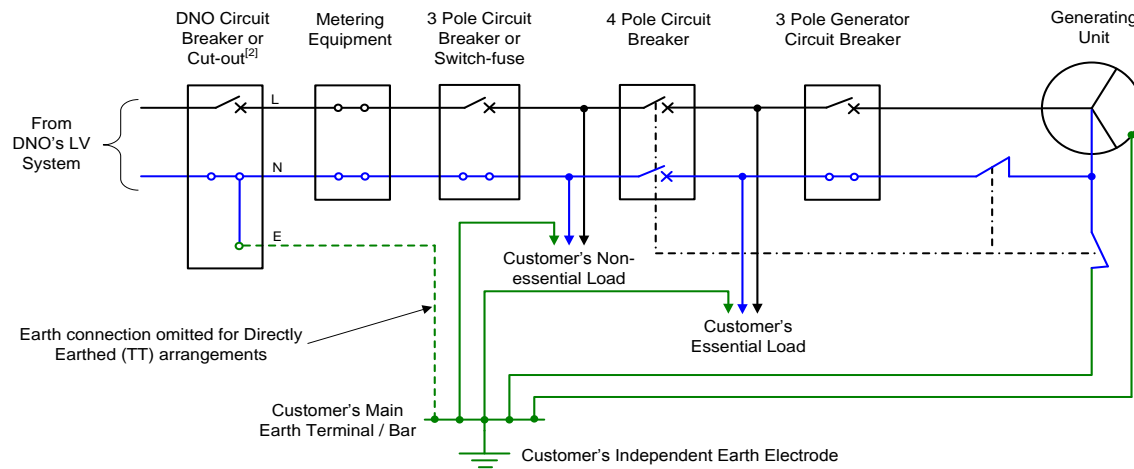 DNO Circuit
Breaker or
Cut-out[2]
Metering
Equipment
3 Pole Circuit
Breaker or
Switch-fuse
4 Pole Circuit
Breaker
3 Pole Generator
Circuit Breaker
Generating
Unit
L
From
DNO's LV
System
N
E
Customer's Non-
essential Load
Customer's
Essential Load
Earth connection omitted for Directly
Earthed (TT) arrangements
Customer's Main
Earth Terminal / Bar
Customer's Independent Earth Electrode